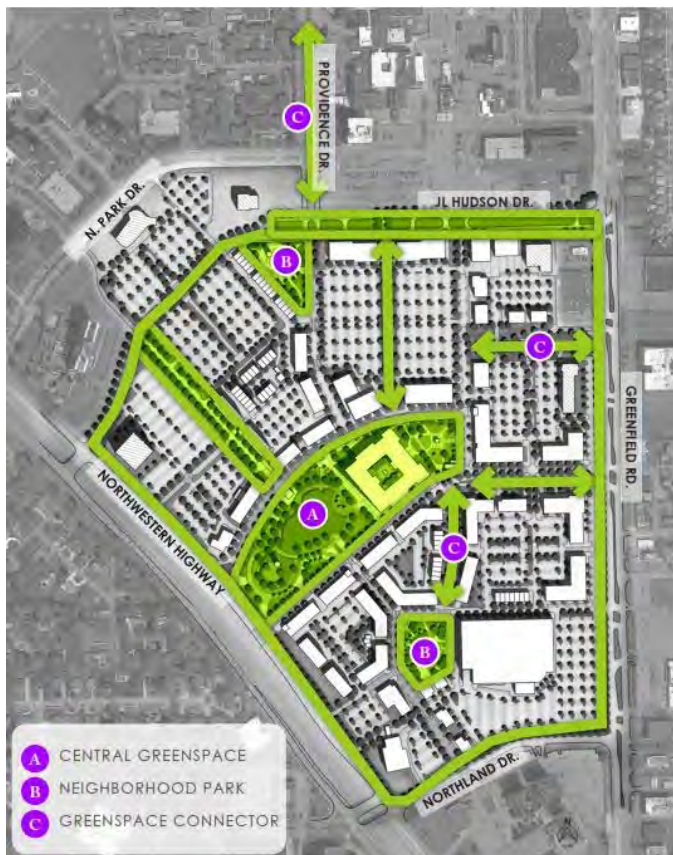 PROVIDENCE DR.
C
JL HUDSON DR.
N. PARK DR.
B
C
GREENFIELD RD.
NORTHWESTERN HIGHWAY
A
C
B
NORTHLAND DR.
A CENTRAL GREENSPACE
B NEIGHBORHOOD PARK
C GREENSPACE CONNECTOR